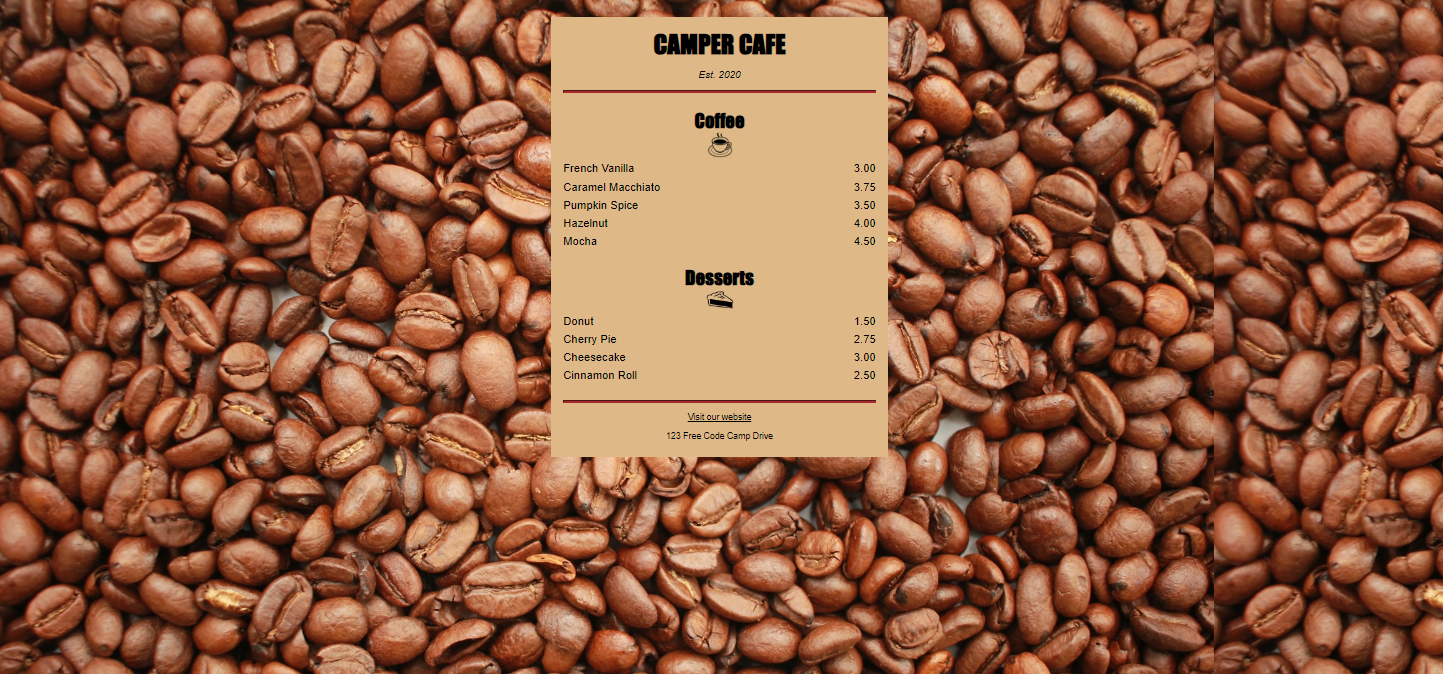 CAMPER CAFE
Est. 2020
Coffee
French Vanilla 3.00
Caramel Macchiato 3.75
Pumpkin Spice 3.50
Hazelnut 4.00
Mocha 4.50
Desserts
Donut 1.50
Cherry Pie 2.75
Cheesecake 3.00
Cinnamon Roll 2.50
Visit our website
123 Free Code Camp Drive